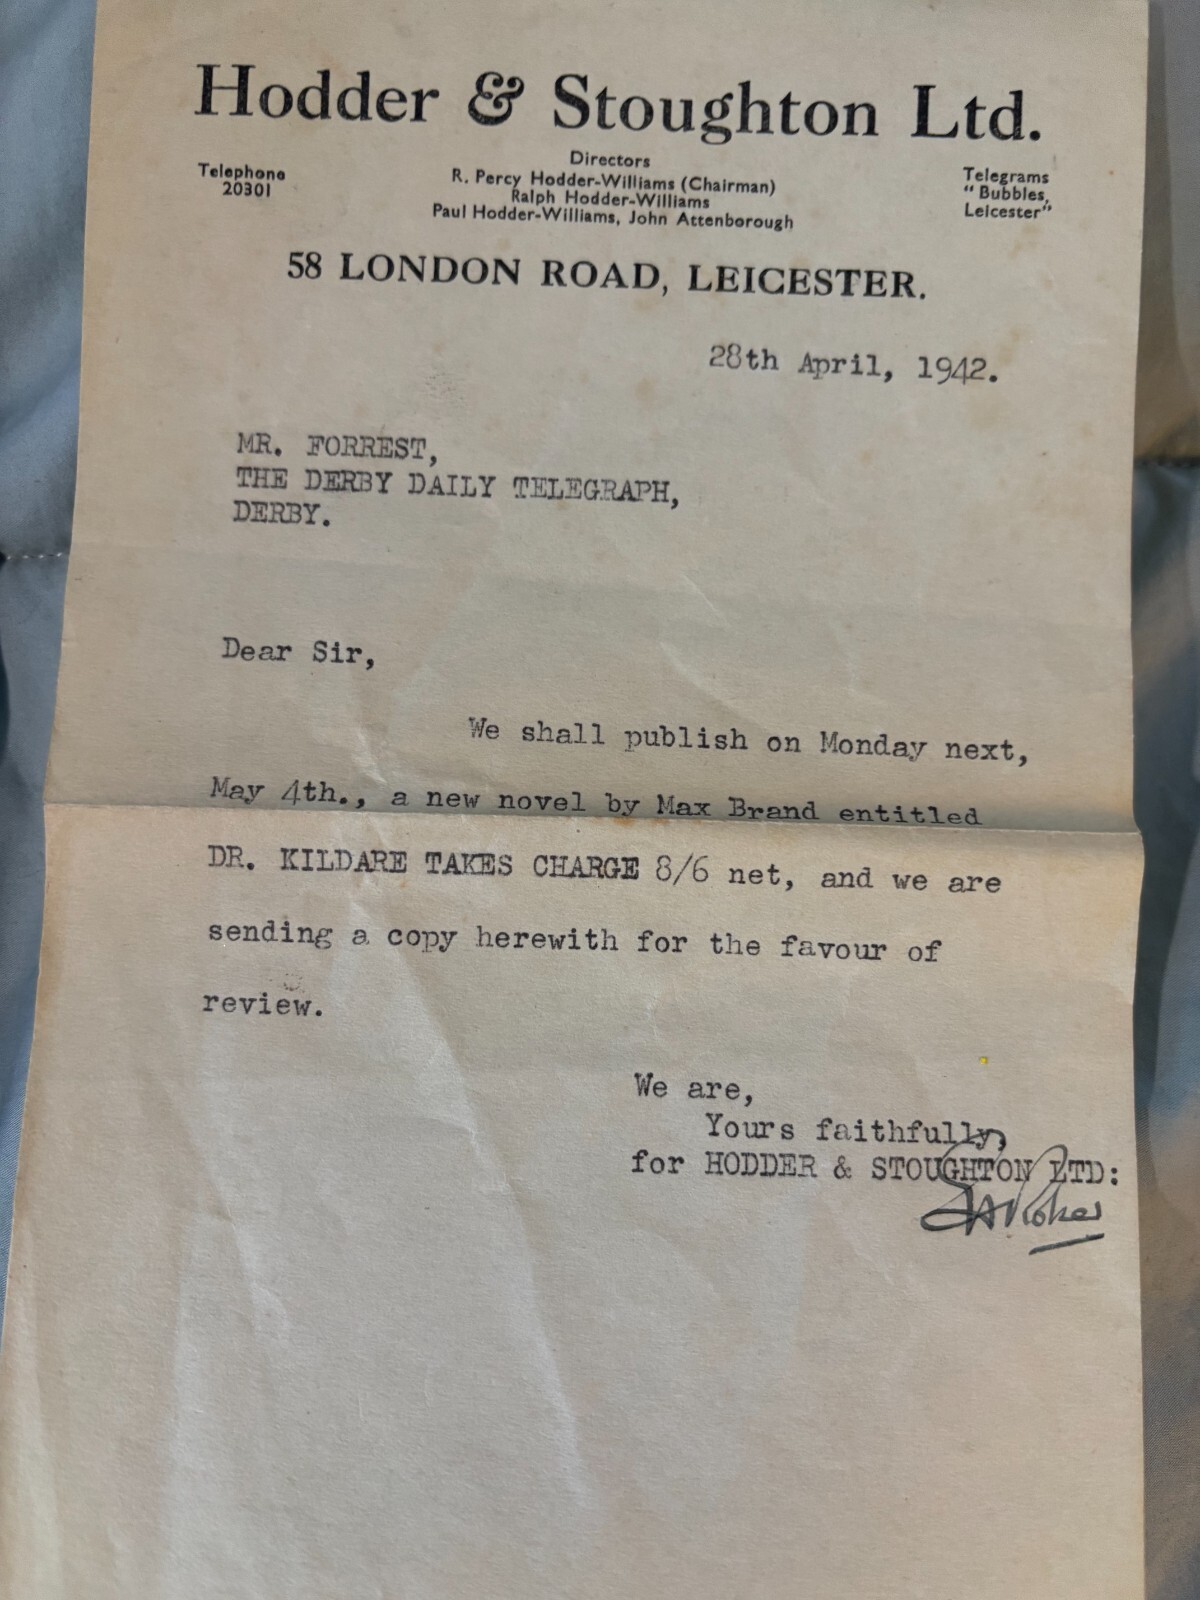 Hodder & Stoughton Ltd.
Telephone
20301
Directors
R. Percy Hodder-Williams (Chairman)
Ralph Hodder-Williams
Paul Hodder-Williams, John Attenborough
Telegrams
"Bubbles,
Leicester"
58 LONDON ROAD, LEICESTER.
28th April, 1942.
MR. FORREST,
THE DERBY DAILY TELEGRAPH,
DERBY.
Dear Sir,
We shall publish on Monday next,
May 4th., a new novel by Max Brand entitled
DR. KILDARE TAKES CHARGE 8/6 net, and we are
sending a copy herewith for the favour of
review.
We are,
Yours faithfully,
for HODDER & STOUGHTON LTD: